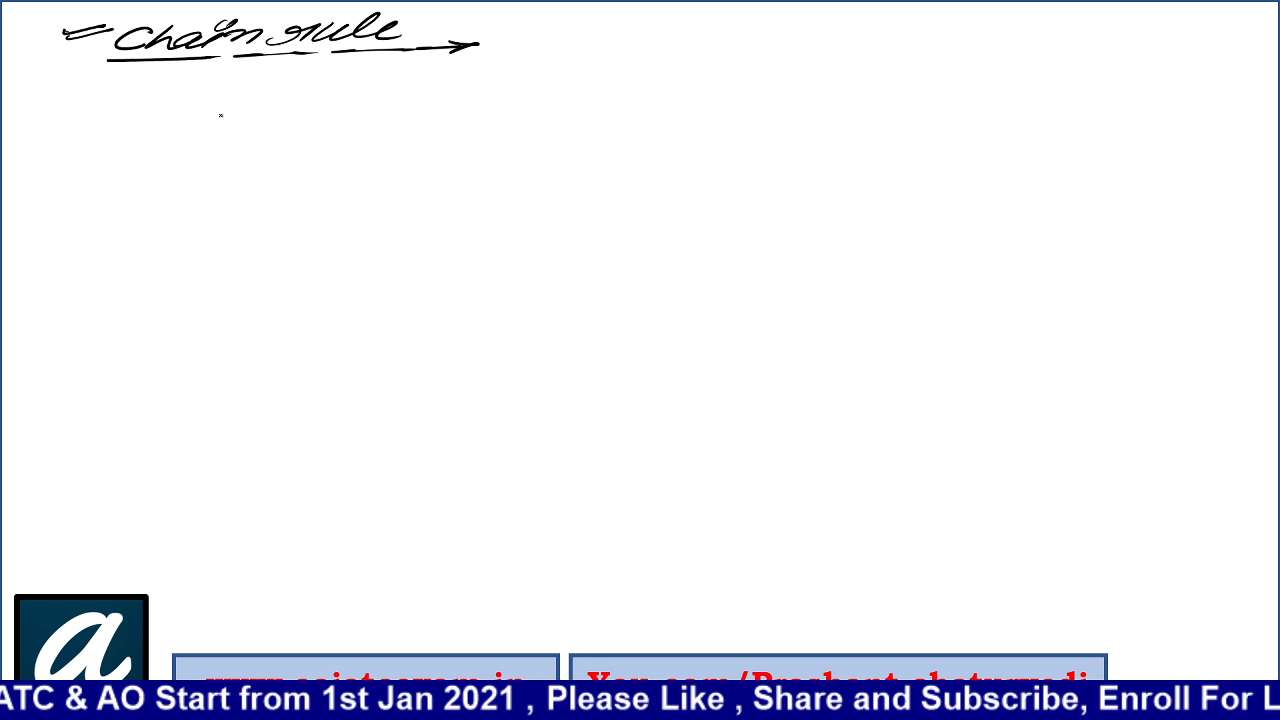 Chain rule
a
ATC & AO Start from 1st Jan 2021 , Please Like , Share and Subscribe, Enroll For L